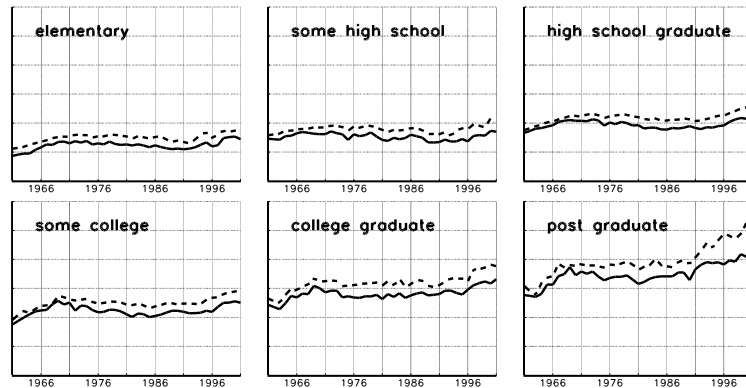 elementary
some high school
high school graduate
1966 1976 1986 1996
1966 1976 1986 1996
1966 1976 1986 1996
some college
college graduate
post graduate
1966 1976 1986 1996
1966 1976 1986 1996
1966 1976 1986 1996